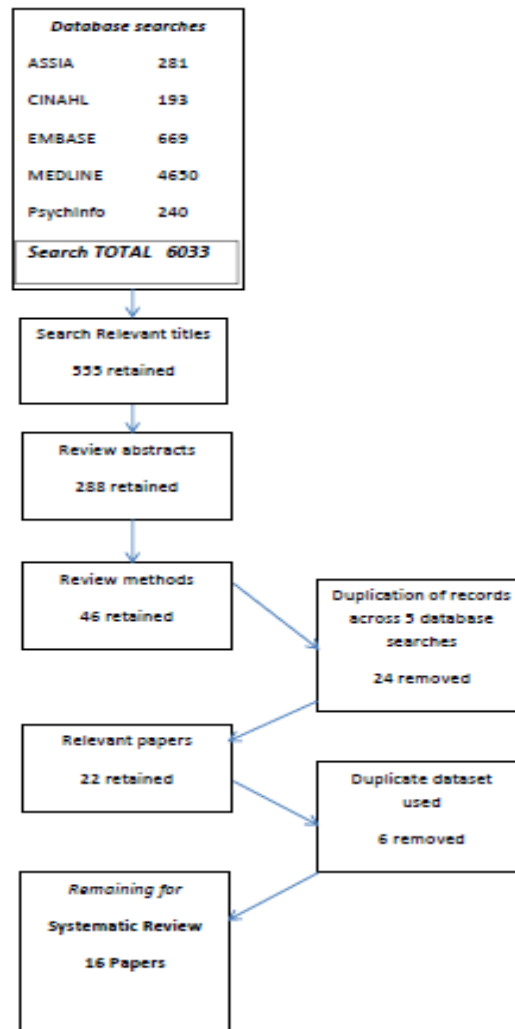 Database searches
ASSIA 281
CINAHL 193
EMBASE 669
MEDLINE 4650
PsychInfo 240
Search TOTAL 6033
Search Relevant titles
555 retained
Review abstracts
288 retained
Review methods
46 retained
Duplication of records
across 5 database
searches
24 removed
Relevant papers
22 retained
Duplicate dataset
used
6 removed
Remaining for
Systematic Review
16 Papers